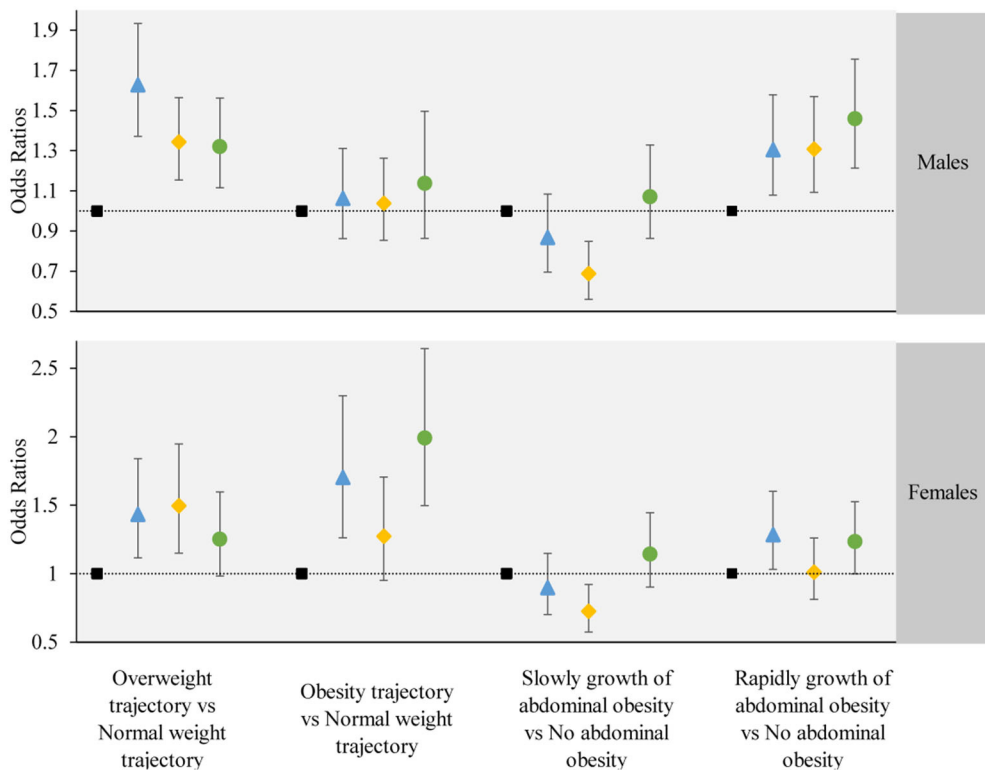 Odds Ratios
1.9
1.7
1.5
1.3
1.1
0.9
0.7
0.5
Males
Odds Ratios
2.5
2
1.5
1
0.5
Females
Overweight
trajectory vs
Normal weight
trajectory
Obesity trajectory
vs Normal weight
trajectory
Slowly growth of
abdominal obesity
vs No abdominal
obesity
Rapidly growth of
abdominal obesity
vs No abdominal
obesity